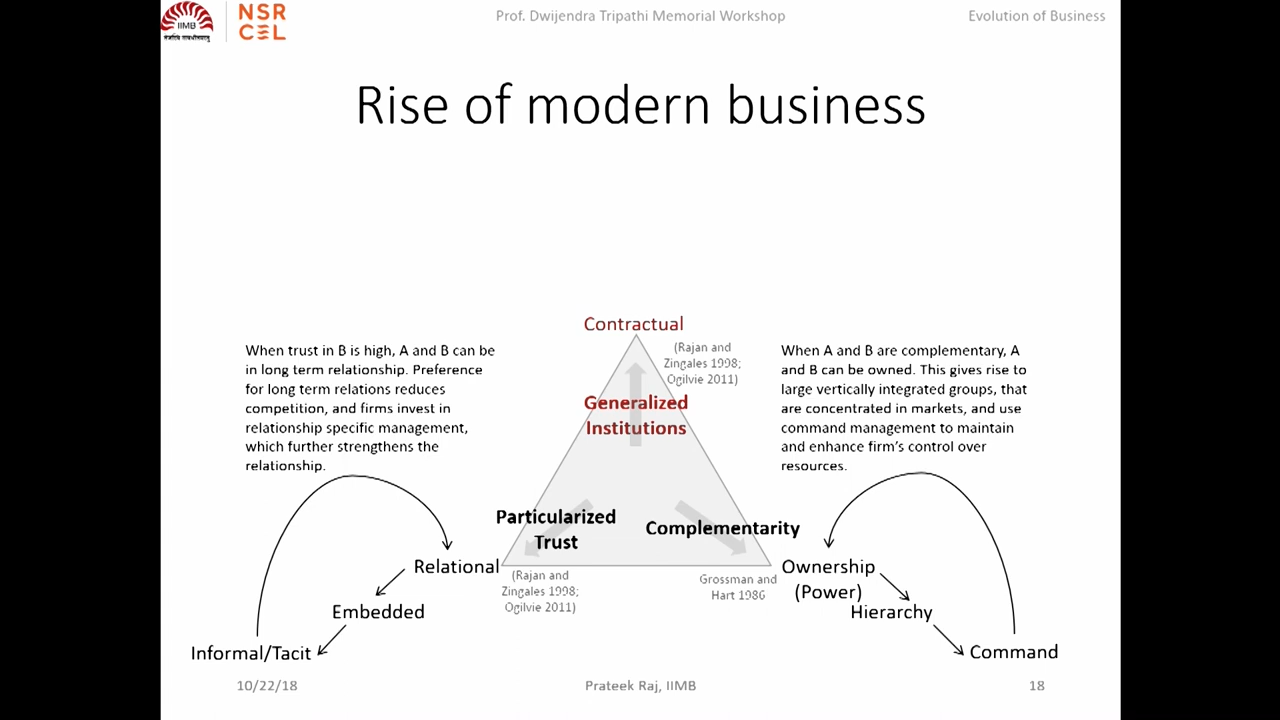 IIMB
NSR
CEL
Prof. Dwijendra Tripathi Memorial Workshop
Evolution of Business
Rise of modern business
Contractual
(Rajan and
Zingales 1998;
Ogilvie 2011)
Generalized
Institutions
When trust in B is high, A and B can be
in long term relationship. Preference
for long term relations reduces
competition, and firms invest in
relationship specific management,
which further strengthens the
relationship.
When A and B are complementary, A
and B can be owned. This gives rise to
large vertically integrated groups, that
are concentrated in markets, and use
command management to maintain
and enhance firm's control over
resources.
Particularized
Trust
Complementarity
Relational
(Rajan and
Zingales 1998;
Ogilvie 2011)
Grossman and
Hart 1986
Ownership
(Power)
Embedded
Hierarchy
Informal/Tacit
Command
10/22/18
Prateek Raj, IIMB
18